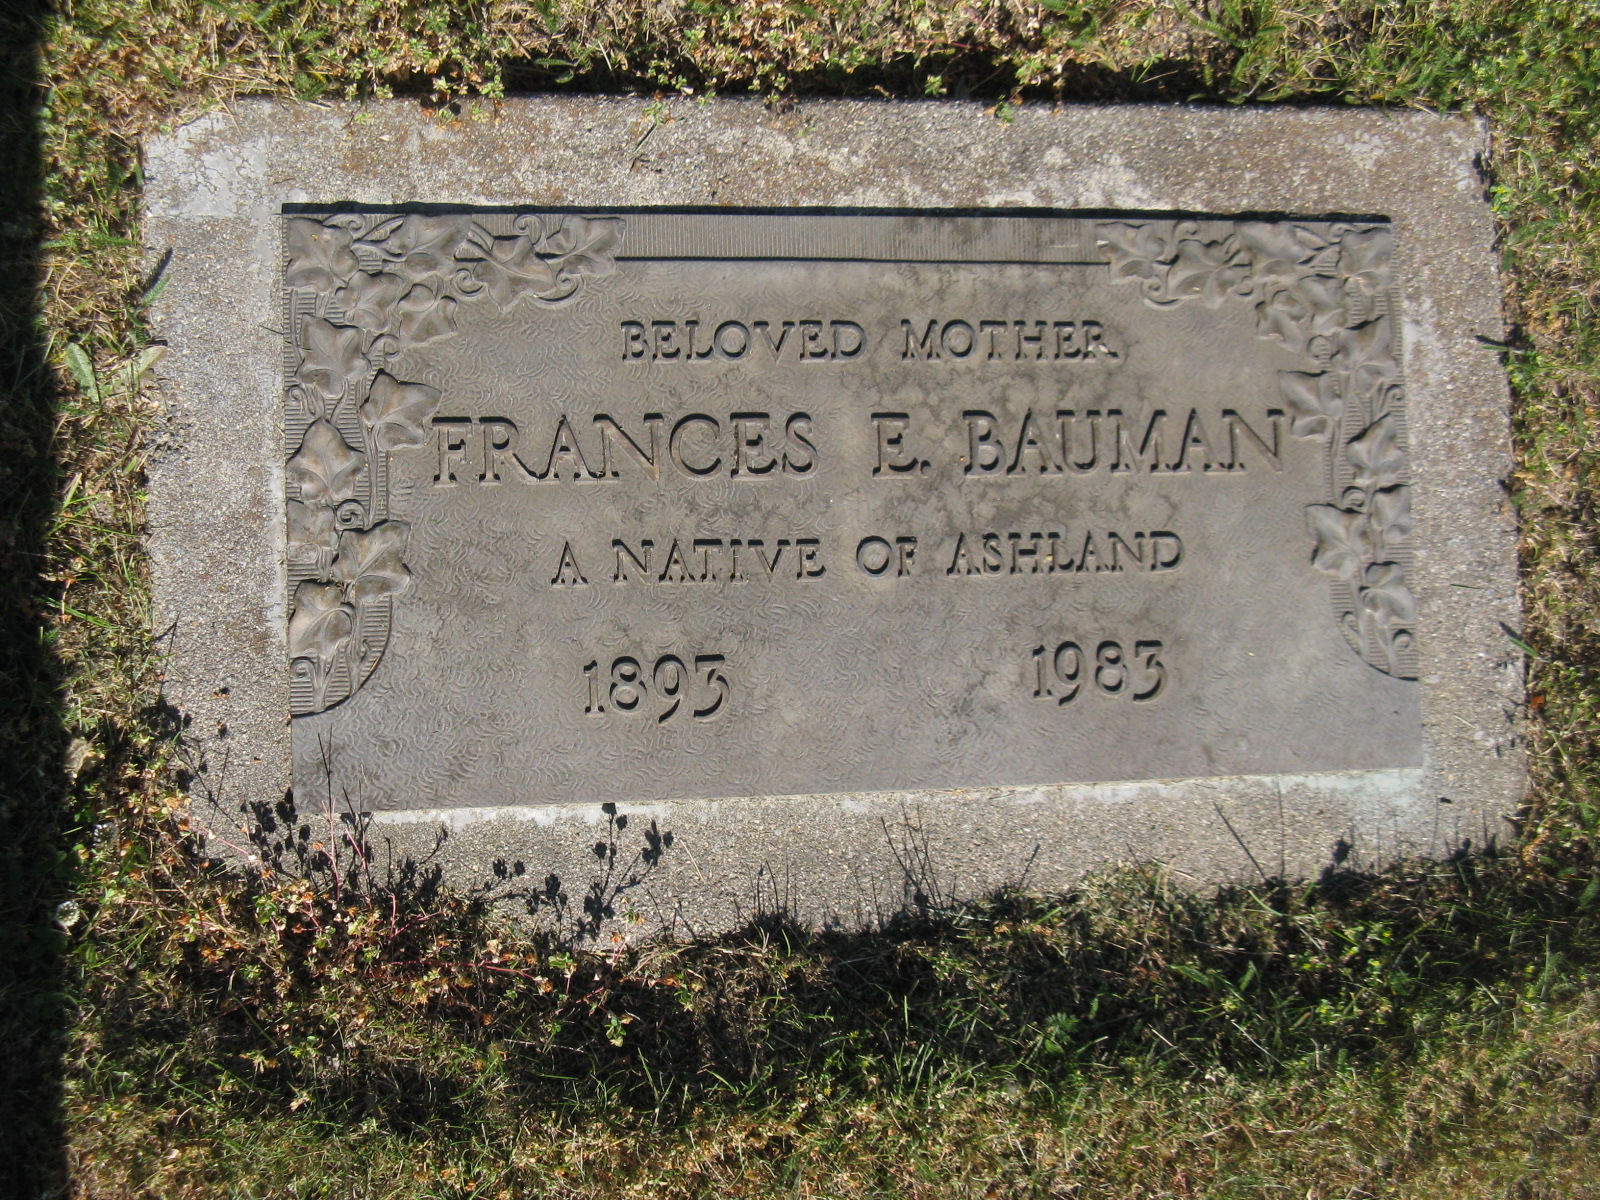 BELOVED MOTHER
FRANCES E. BAUMAN
A NATIVE OF ASHLAND
1893 1983